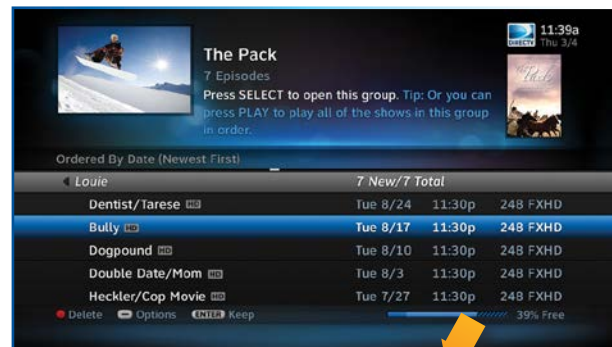 11:39a
DIRECTV Thu 3/4
The Pack
7 Episodes
Press SELECT to open this group. Tip: Or you can
press PLAY to play all of the shows in this group
in order.
Ordered By Date (Newest First)
Louie 7 New/7 Total
Dentist/Tarese HD Tue 8/24 11:30p 248 FXHD
Bully HD Tue 8/17 11:30p 248 FXHD
Dogpound HD Tue 8/10 11:30p 248 FXHD
Double Date/Mom HD Tue 8/3 11:30p 248 FXHD
Heckler/Cop Movie HD Tue 7/27 11:30p 248 FXHD
Delete Options ENTER Keep 39% Free